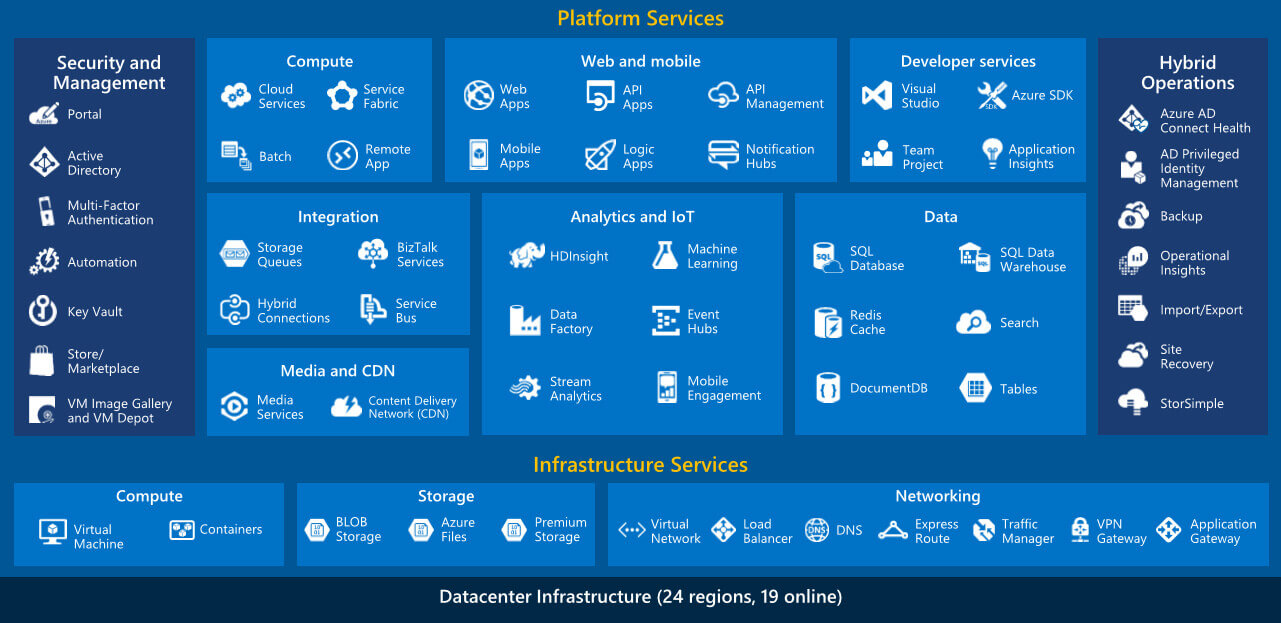 Platform Services
Security and
Management
Portal
Active
Directory
Multi-Factor
Authentication
Automation
Key Vault
Store/
Marketplace
VM Image Gallery
and VM Depot
Compute
Cloud
Services
Service
Fabric
Batch
Remote
App
Web and mobile
Web
Apps
API
Apps
API
Management
Mobile
Apps
Logic
Apps
Notification
Hubs
Developer services
Visual
Studio
SDK
Azure SDK
Team
Project
Application
Insights
Integration
Storage
Queues
BizTalk
Services
Hybrid
Connections
Service
Bus
Media and CDN
Media
Services
Content Delivery
Network (CDN)
Analytics and IoT
HDInsight
Machine
Learning
Data
Factory
Event
Hubs
Stream
Analytics
Mobile
Engagement
Data
SQL
SQL
Database
SQL
SQL Data
Warehouse
Redis
Cache
Search
DocumentDB
Tables
Hybrid
Operations
Azure AD
Connect Health
AD Privileged
Identity
Management
Backup
Operational
Insights
Import/Export
Site
Recovery
StorSimple
Infrastructure Services
Compute
Virtual
Machine
Containers
Storage
BLOB
Storage
Azure
Files
Premium
Storage
Networking
Virtual
Network
Load
Balancer
DNS
DNS
Express
Route
Traffic
Manager
VPN
Gateway
Application
Gateway
Datacenter Infrastructure (24 regions, 19 online)